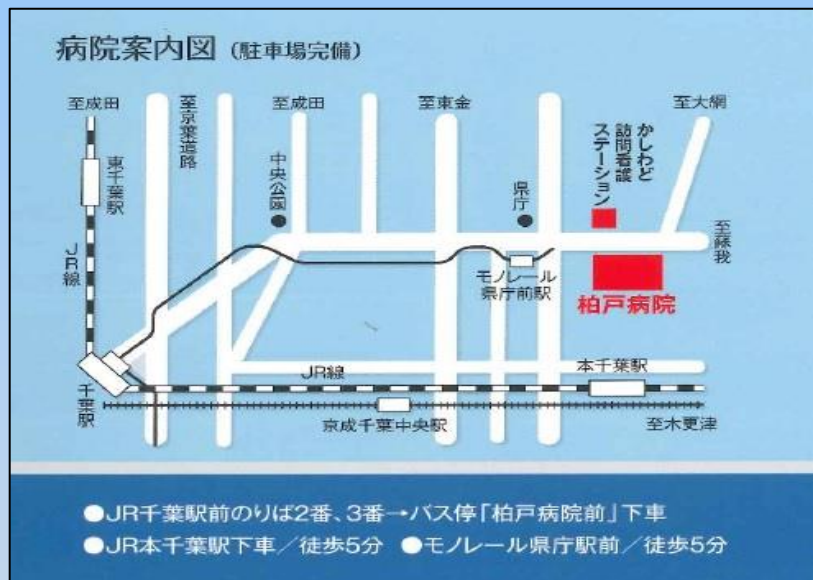 病院案内図 (駐車場完備)
至成田
至京葉道路
至成田
至東金
至大網
東千葉駅
中央公園
県庁
かしわど
訪問看護
ステーション
JR線
至蘇我
モノレール
県庁前駅
柏戸病院
千葉駅
JR線
本千葉駅
京成千葉中央駅
至木更津
●JR千葉駅前のりば2番、3番→バス停「柏戸病院前」下車
●JR本千葉駅下車/徒歩5分 ●モノレール県庁駅前/徒歩5分